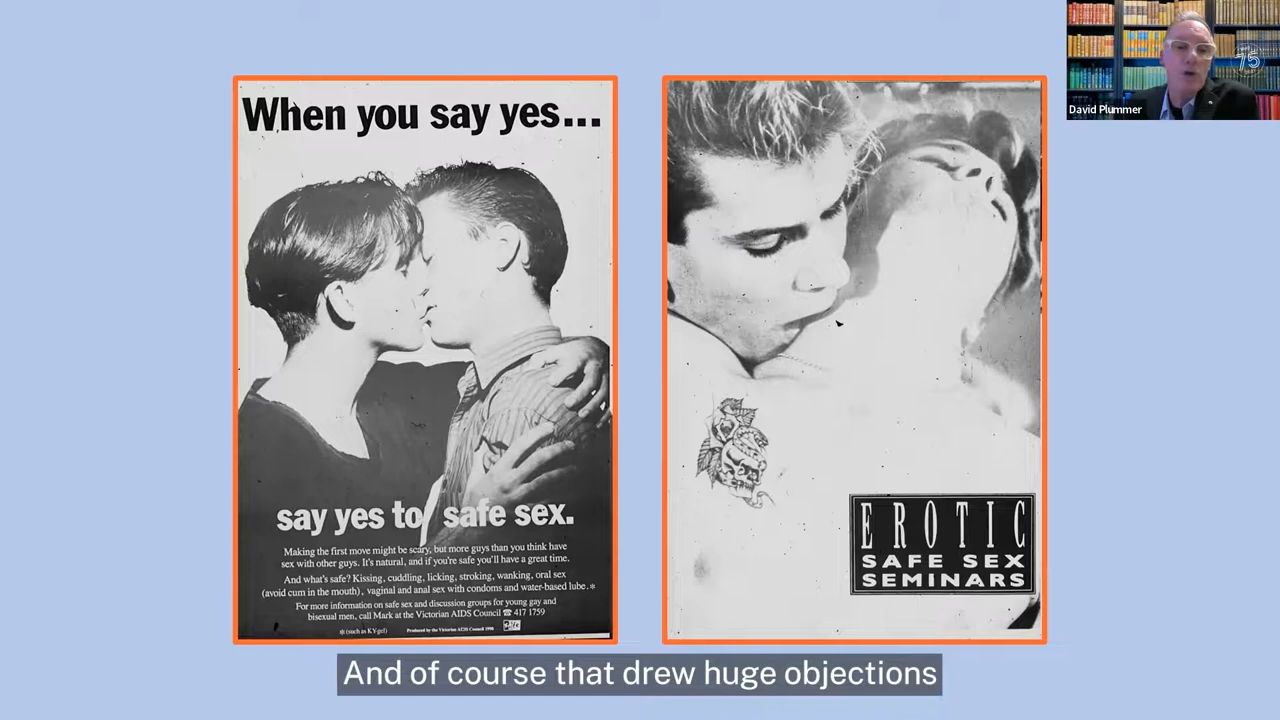 When you say yes...
say yes to safe sex.
Making the first move might be scary, but more guys than you think have
sex with other guys. It's natural, and if you're safe you'll have a great time.
And what's safe? Kissing, cuddling, licking, stroking, wanking, oral sex
(avoid cum in the mouth), vaginal and anal sex with condoms and water-based lube.*
For more information on safe sex and discussion groups for young gay and
bisexual men, call Mark at the Victorian AIDS Council ☎ 417 1759
*(such as KY-gel)
Produced by the Victorian AIDS Council
EROTIC
SAFE SEX
SEMINARS
75
David Plummer
And of course that drew huge objections